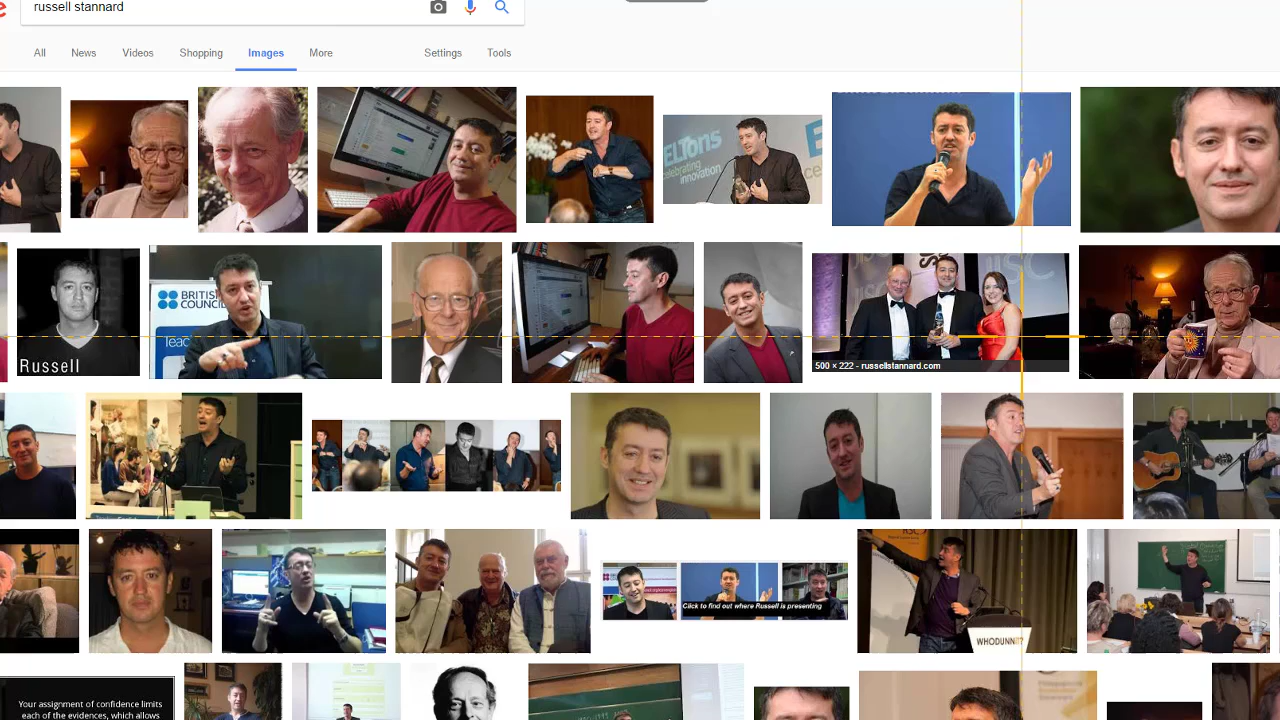 russell stannard
All News Videos Shopping Images More Settings Tools
ELTons
celebrating
innovation
BRITISH
COUNCIL
JISC
Russell
500 × 222 - russellstannard.com
Click to find out where Russell is presenting
WHODUNNIT?
Your assignment of confidence limits
each of the evidences, which allows